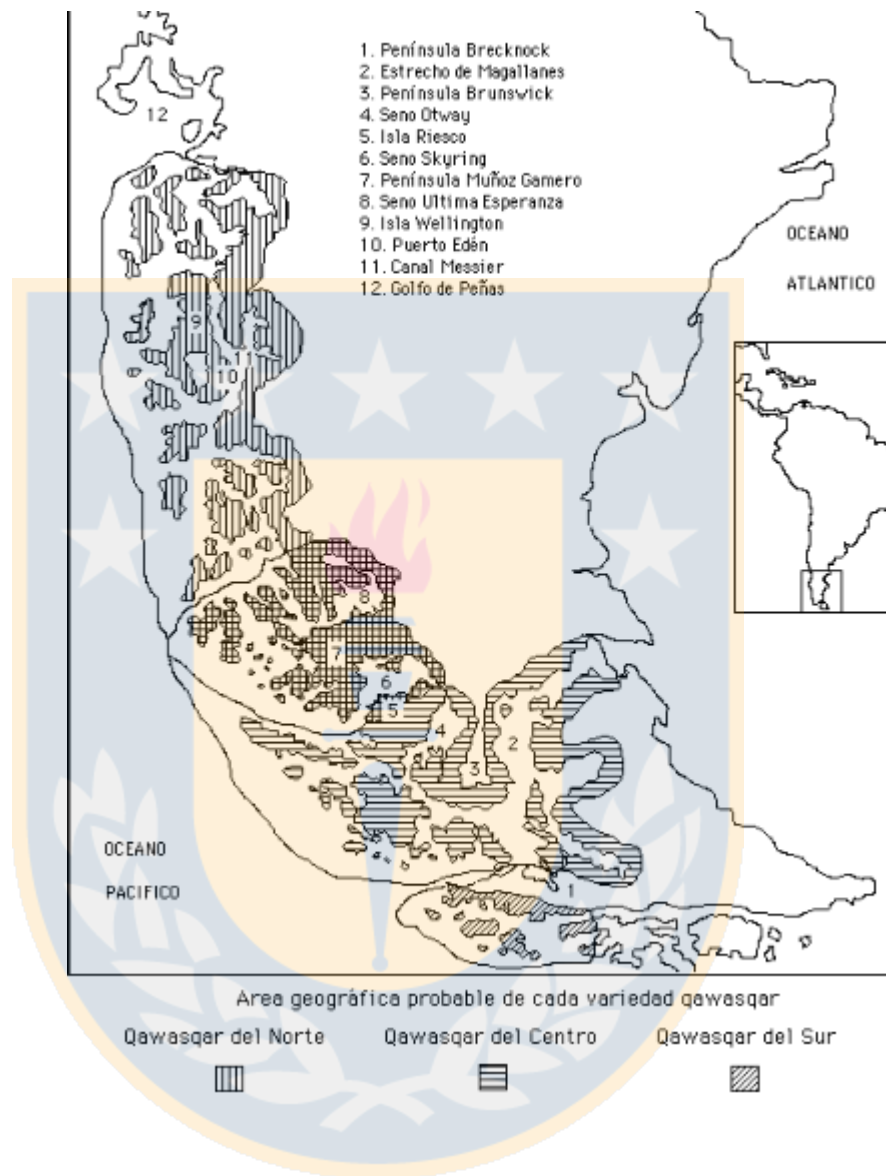 1. Península Brecknock
2. Estrecho de Magallanes
3. Península Brunswick
4. Seno Otway
5. Isla Riesco
6. Seno Skyring
7. Península Muñoz Gamero
8. Seno Ultima Esperanza
9. Isla Wellington
10. Puerto Edén
11. Canal Messier
12. Golfo de Peñas
12
OCEANO
ATLANTICO
9
11
10
8
7
6
5
4
2
3
OCEANO
PACIFICO
1
Area geográfica probable de cada variedad qawasqar
Qawasqar del Norte Qawasqar del Centro Qawasqar del Sur